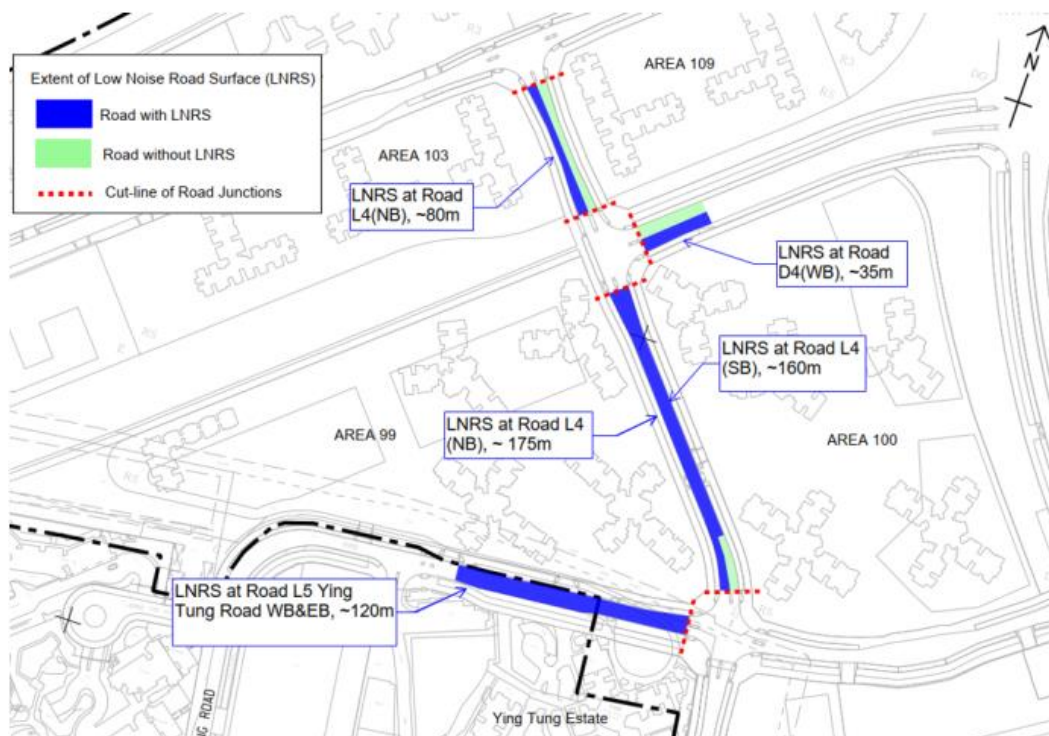 N
Extent of Low Noise Road Surface (LNRS)
Road with LNRS
Road without LNRS
Cut-line of Road Junctions
AREA 109
AREA 103
LNRS at Road
L4(NB), ~80m
LNRS at Road
D4(WB), ~35m
LNRS at Road L4
(SB), ~160m
LNRS at Road L4
(NB), ~ 175m
AREA 99
AREA 100
LNRS at Road L5 Ying
Tung Road WB&EB, ~120m
Ying Tung Estate
NG ROAD